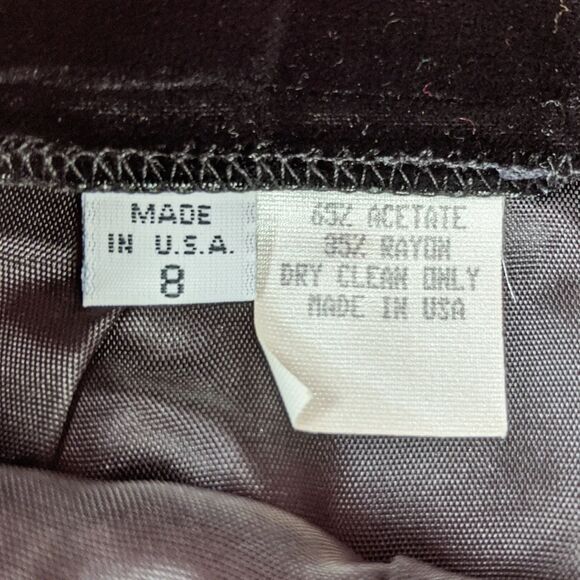 MADE
IN U.S.A.
8
65% ACETATE
35% RAYON
DRY CLEAN ONLY
MADE IN USA